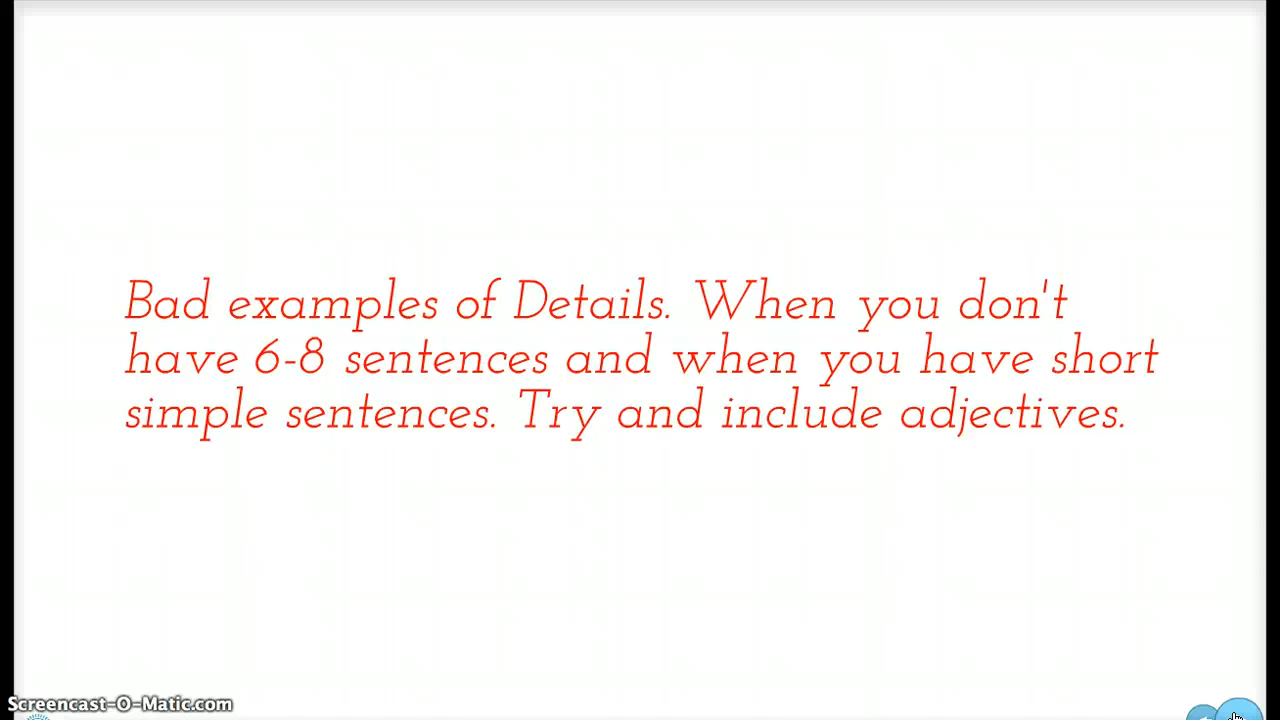 Bad examples of Details. When you don't
have 6-8 sentences and when you have short
simple sentences. Try and include adjectives.
Screencast-O-Matic.com